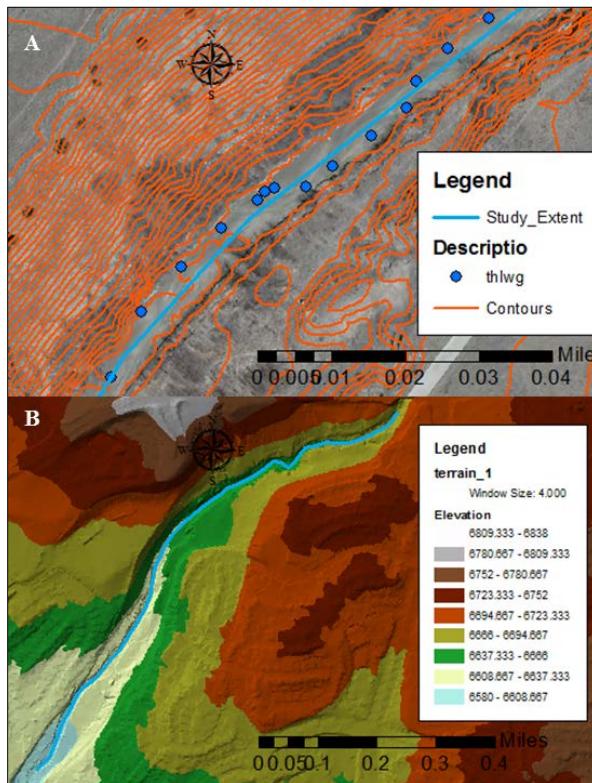 A
N
W E
S
Legend
Study_Extent
Descriptio
thlwg
Contours
Miles
0 0.005 0.01 0.02 0.03 0.04
B
N
W E
S
Legend
terrain_1
Window Size: 4.000
Elevation
6809.333 - 6838
6780.667 - 6809.333
6752 - 6780.667
6723.333 - 6752
6694.667 - 6723.333
6666 - 6694.667
6637.333 - 6666
6608.667 - 6637.333
6580 - 6608.667
Miles
0 0.05 0.1 0.2 0.3 0.4